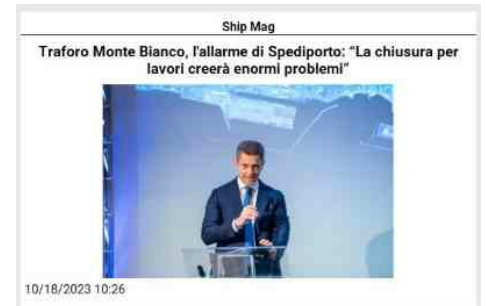 Ship Mag
Traforo Monte Bianco, l'allarme di Spediporto: “La chiusura per
lavori creerà enormi problemi”
10/18/2023 10:26